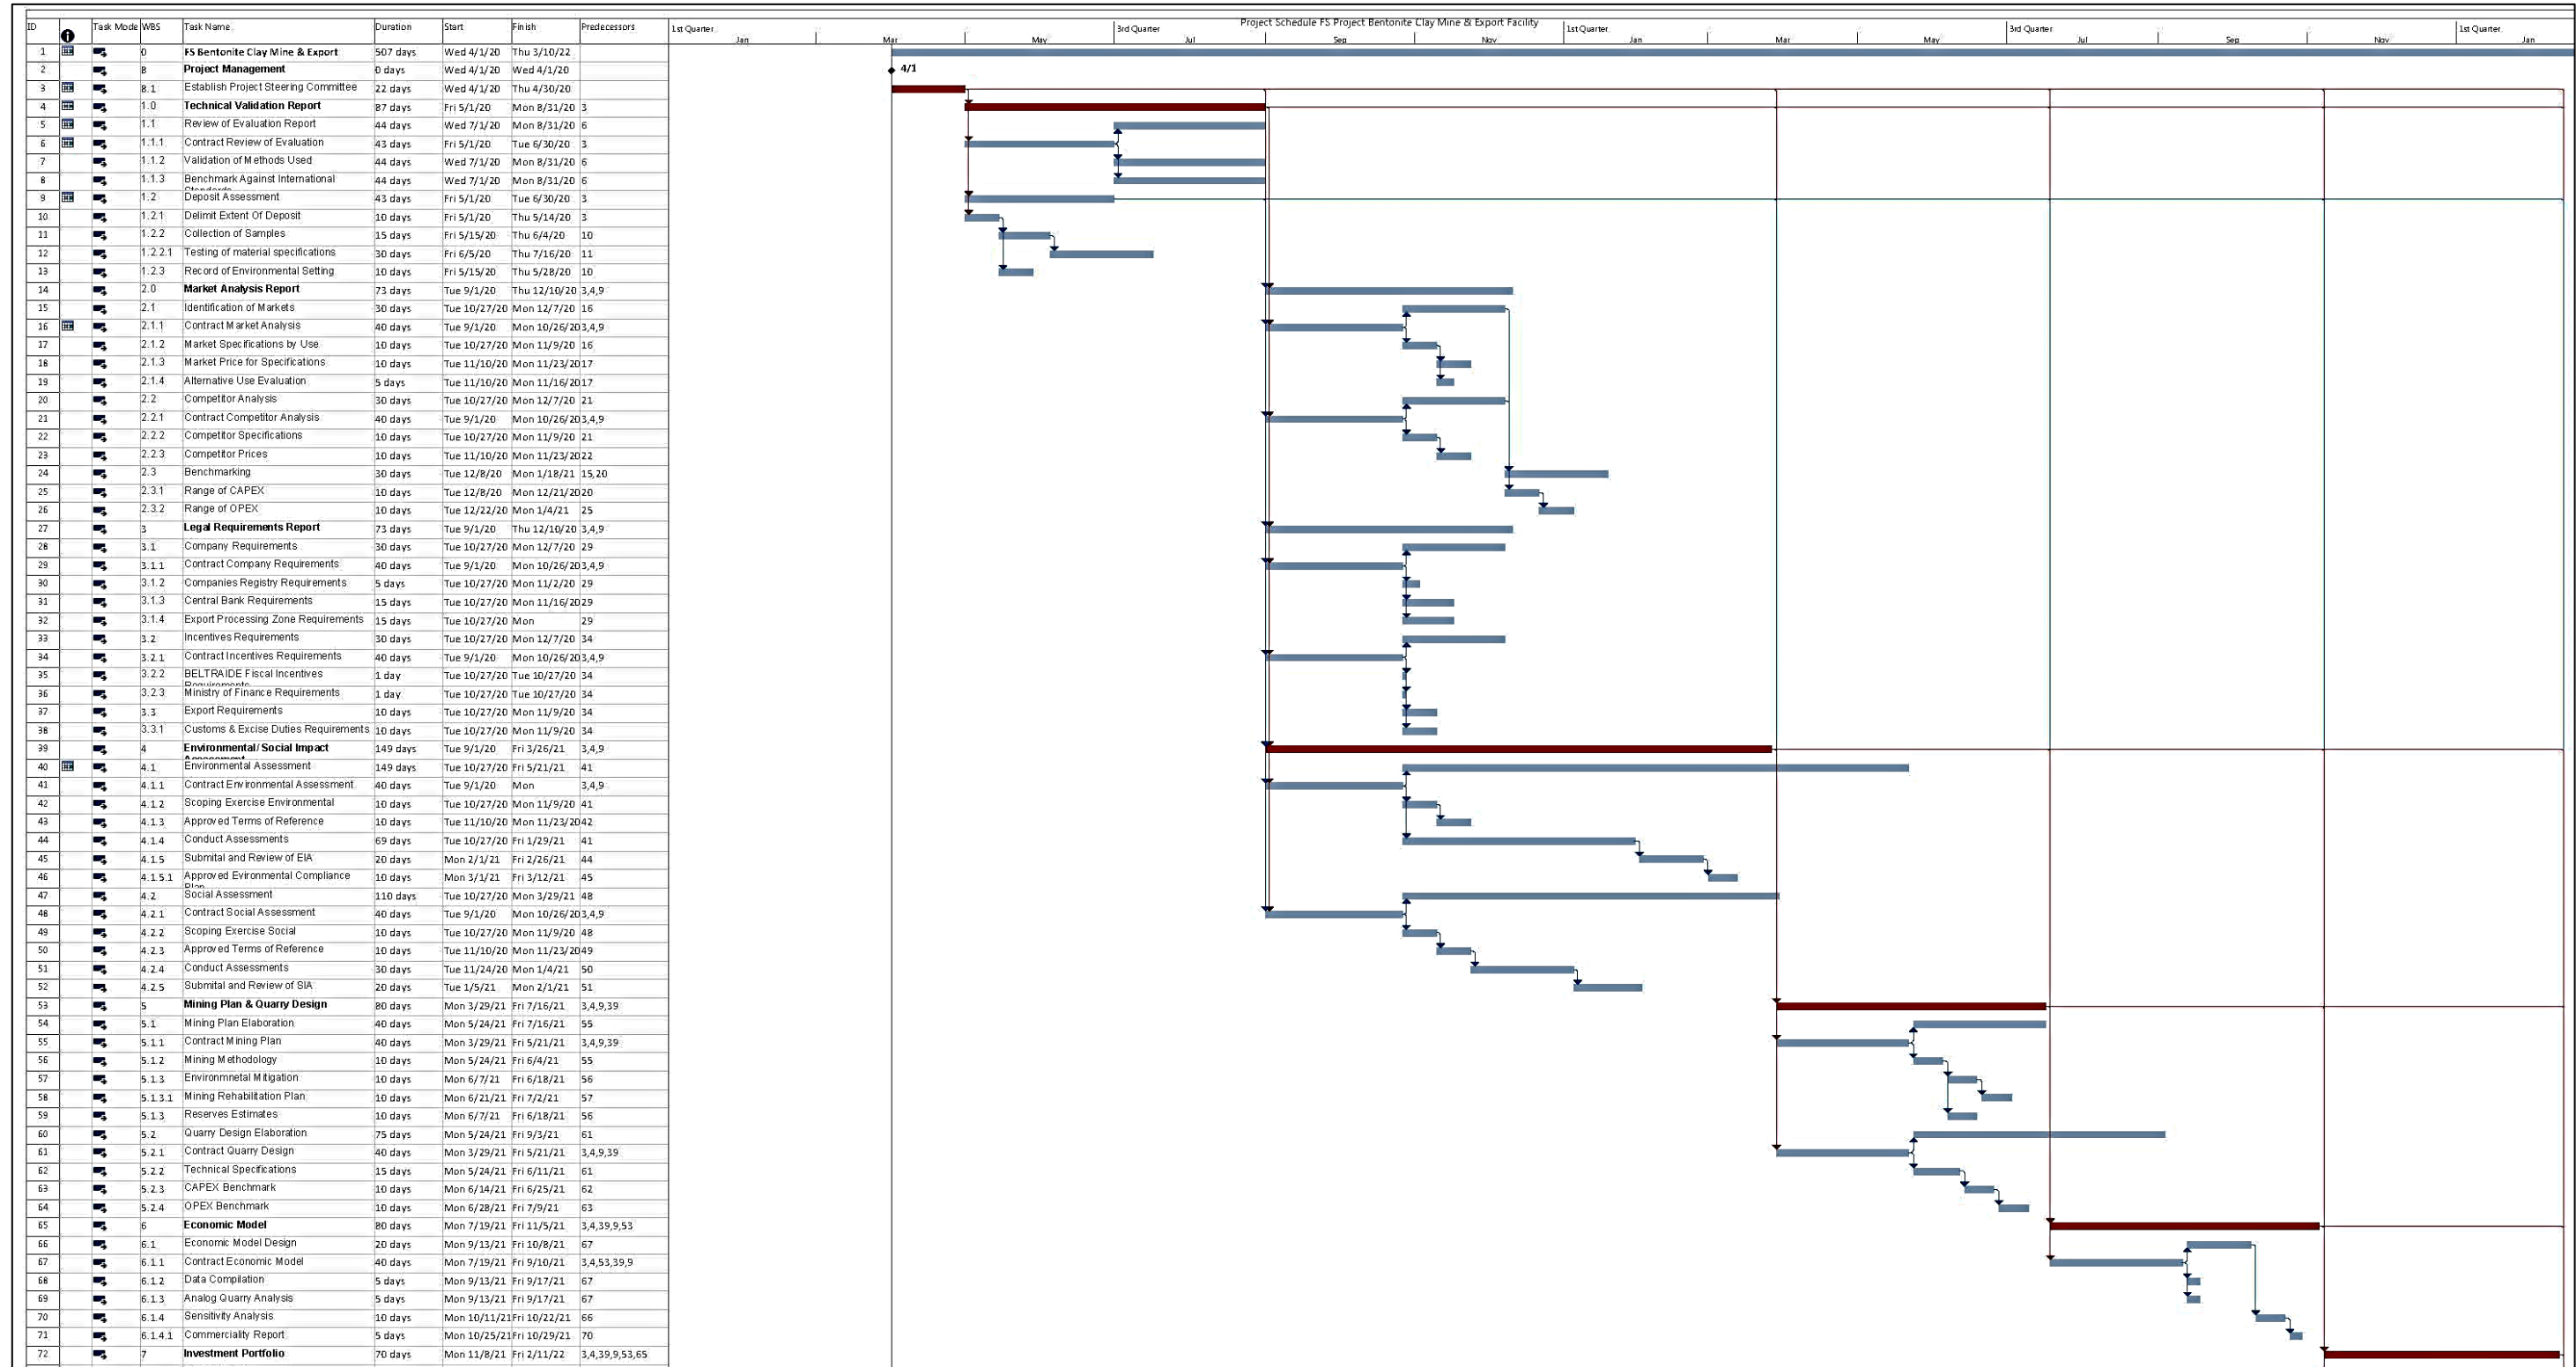 Project Schedule FS Project Bentonite Clay Mine & Export Facility
ID Task Mode WBS Task Name Duration Start Finish Predecessors 1st Quarter 3rd Quarter 1st Quarter 3rd Quarter 1st Quarter
Jan Mar May Jul Sep Nov Jan Mar May Jul Sep Nov Jan
1 0 FS Bentonite Clay Mine & Export 507 days Wed 4/1/20 Thu 3/10/22
2 8 Project Management 0 days Wed 4/1/20 Wed 4/1/20 4/1
3 8.1 Establish Project Steering Committee 22 days Wed 4/1/20 Thu 4/30/20
4 1.0 Technical Validation Report 87 days Fri 5/1/20 Mon 8/31/20 3
5 1.1 Review of Evaluation Report 44 days Wed 7/1/20 Mon 8/31/20 6
6 1.1.1 Contract Review of Evaluation 43 days Fri 5/1/20 Tue 6/30/20 3
7 1.1.2 Validation of Methods Used 44 days Wed 7/1/20 Mon 8/31/20 6
8 1.1.3 Benchmark Against International 44 days Wed 7/1/20 Mon 8/31/20 6
9 1.2 Deposit Assessment 43 days Fri 5/1/20 Tue 6/30/20 3
10 1.2.1 Delimit Extent Of Deposit 10 days Fri 5/1/20 Thu 5/14/20 3
11 1.2.2 Collection of Samples 15 days Fri 5/15/20 Thu 6/4/20 10
12 1.2.2.1 Testing of material specifications 30 days Fri 6/5/20 Thu 7/16/20 11
13 1.2.3 Record of Environmental Setting 10 days Fri 5/15/20 Thu 5/28/20 10
14 2.0 Market Analysis Report 73 days Tue 9/1/20 Thu 12/10/20 3,4,9
15 2.1 Identification of Markets 30 days Tue 10/27/20 Mon 12/7/20 16
16 2.1.1 Contract Market Analysis 40 days Tue 9/1/20 Mon 10/26/20 3,4,9
17 2.1.2 Market Specifications by Use 10 days Tue 10/27/20 Mon 11/9/20 16
18 2.1.3 Market Price for Specifications 10 days Tue 11/10/20 Mon 11/23/20 17
19 2.1.4 Alternative Use Evaluation 5 days Tue 11/10/20 Mon 11/16/20 17
20 2.2 Competitor Analysis 30 days Tue 10/27/20 Mon 12/7/20 21
21 2.2.1 Contract Competitor Analysis 40 days Tue 9/1/20 Mon 10/26/20 3,4,9
22 2.2.2 Competitor Specifications 10 days Tue 10/27/20 Mon 11/9/20 21
23 2.2.3 Competitor Prices 10 days Tue 11/10/20 Mon 11/23/20 22
24 2.3 Benchmarking 30 days Tue 12/8/20 Mon 1/18/21 15,20
25 2.3.1 Range of CAPEX 10 days Tue 12/8/20 Mon 12/21/20 20
26 2.3.2 Range of OPEX 10 days Tue 12/22/20 Mon 1/4/21 25
27 3 Legal Requirements Report 73 days Tue 9/1/20 Thu 12/10/20 3,4,9
28 3.1 Company Requirements 30 days Tue 10/27/20 Mon 12/7/20 29
29 3.1.1 Contract Company Requirements 40 days Tue 9/1/20 Mon 10/26/20 3,4,9
30 3.1.2 Companies Registry Requirements 5 days Tue 10/27/20 Mon 11/2/20 29
31 3.1.3 Central Bank Requirements 15 days Tue 10/27/20 Mon 11/16/20 29
32 3.1.4 Export Processing Zone Requirements 15 days Tue 10/27/20 Mon 29
33 3.2 Incentives Requirements 30 days Tue 10/27/20 Mon 12/7/20 34
34 3.2.1 Contract Incentives Requirements 40 days Tue 9/1/20 Mon 10/26/20 3,4,9
35 3.2.2 BELTRAIDE Fiscal Incentives 1 day Tue 10/27/20 Tue 10/27/20 34
36 3.2.3 Ministry of Finance Requirements 1 day Tue 10/27/20 Tue 10/27/20 34
37 3.3 Export Requirements 10 days Tue 10/27/20 Mon 11/9/20 34
38 3.3.1 Customs & Excise Duties Requirements 10 days Tue 10/27/20 Mon 11/9/20 34
39 4 Environmental/Social Impact 149 days Tue 9/1/20 Fri 3/26/21 3,4,9
40 4.1 Environmental Assessment 149 days Tue 10/27/20 Fri 5/21/21 41
41 4.1.1 Contract Environmental Assessment 40 days Tue 9/1/20 Mon 3,4,9
42 4.1.2 Scoping Exercise Environmental 10 days Tue 10/27/20 Mon 11/9/20 41
43 4.1.3 Approved Terms of Reference 10 days Tue 11/10/20 Mon 11/23/20 42
44 4.1.4 Conduct Assessments 69 days Tue 10/27/20 Fri 1/29/21 41
45 4.1.5 Submital and Review of EIA 20 days Mon 2/1/21 Fri 2/26/21 44
46 4.1.5.1 Approved Evironmental Compliance 10 days Mon 3/1/21 Fri 3/12/21 45
47 4.2 Social Assessment 110 days Tue 10/27/20 Mon 3/29/21 48
48 4.2.1 Contract Social Assessment 40 days Tue 9/1/20 Mon 10/26/20 3,4,9
49 4.2.2 Scoping Exercise Social 10 days Tue 10/27/20 Mon 11/9/20 48
50 4.2.3 Approved Terms of Reference 10 days Tue 11/10/20 Mon 11/23/20 49
51 4.2.4 Conduct Assessments 30 days Tue 11/24/20 Mon 1/4/21 50
52 4.2.5 Submital and Review of SIA 20 days Tue 1/5/21 Mon 2/1/21 51
53 5 Mining Plan & Quarry Design 80 days Mon 3/29/21 Fri 7/16/21 3,4,9,39
54 5.1 Mining Plan Elaboration 40 days Mon 5/24/21 Fri 7/16/21 55
55 5.1.1 Contract Mining Plan 40 days Mon 3/29/21 Fri 5/21/21 3,4,9,39
56 5.1.2 Mining Methodology 10 days Mon 5/24/21 Fri 6/4/21 55
57 5.1.3 Environmnetal Mitigation 10 days Mon 6/7/21 Fri 6/18/21 56
58 5.1.3.1 Mining Rehabilitation Plan 10 days Mon 6/21/21 Fri 7/2/21 57
59 5.1.3 Reserves Estimates 10 days Mon 6/7/21 Fri 6/18/21 56
60 5.2 Quarry Design Elaboration 75 days Mon 5/24/21 Fri 9/3/21 61
61 5.2.1 Contract Quarry Design 40 days Mon 3/29/21 Fri 5/21/21 3,4,9,39
62 5.2.2 Technical Specifications 15 days Mon 5/24/21 Fri 6/11/21 61
63 5.2.3 CAPEX Benchmark 10 days Mon 6/14/21 Fri 6/25/21 62
64 5.2.4 OPEX Benchmark 10 days Mon 6/28/21 Fri 7/9/21 63
65 6 Economic Model 80 days Mon 7/19/21 Fri 11/5/21 3,4,39,9,53
66 6.1 Economic Model Design 20 days Mon 9/13/21 Fri 10/8/21 67
67 6.1.1 Contract Economic Model 40 days Mon 7/19/21 Fri 9/10/21 3,4,53,39,9
68 6.1.2 Data Compilation 5 days Mon 9/13/21 Fri 9/17/21 67
69 6.1.3 Analog Quarry Analysis 5 days Mon 9/13/21 Fri 9/17/21 67
70 6.1.4 Sensitivity Analysis 10 days Mon 10/11/21 Fri 10/22/21 66
71 6.1.4.1 Commerciality Report 5 days Mon 10/25/21 Fri 10/29/21 70
72 7 Investment Portfolio 70 days Mon 11/8/21 Fri 2/11/22 3,4,39,9,53,65